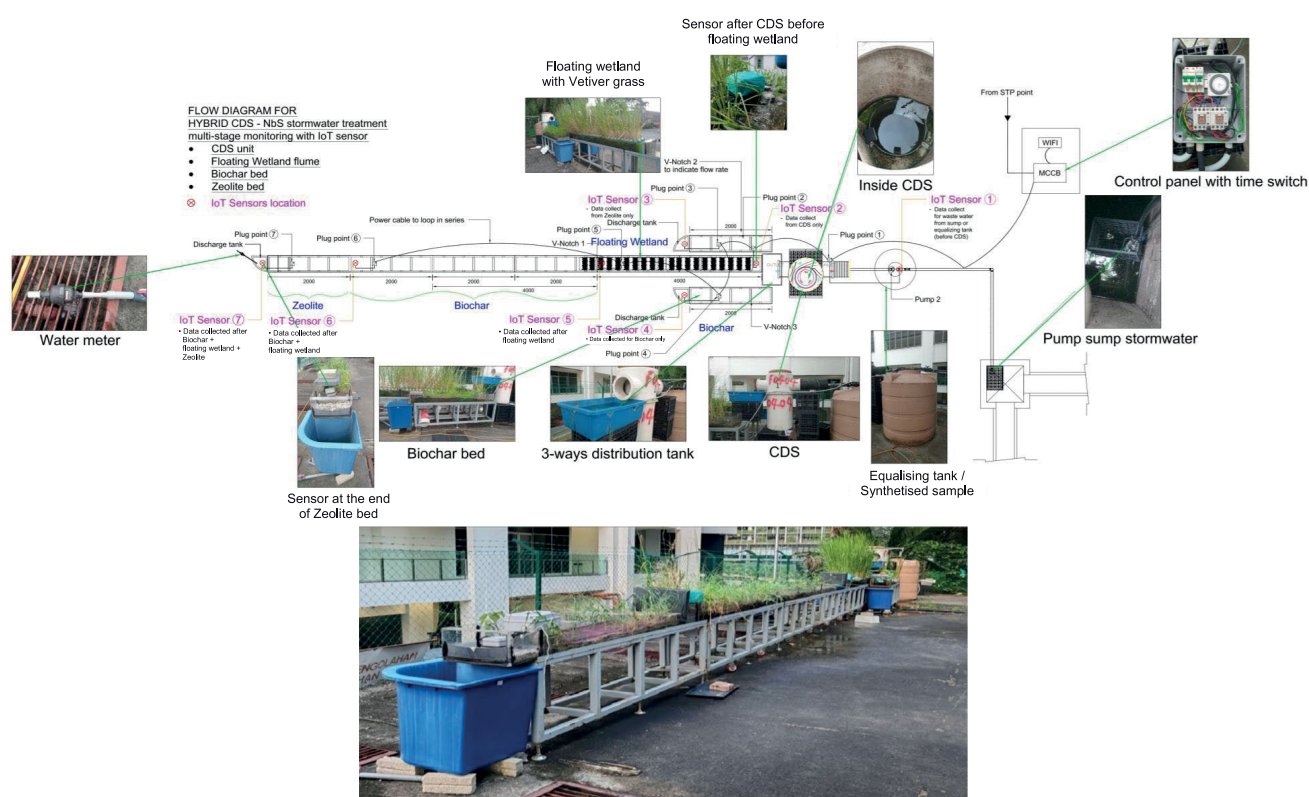 Sensor after CDS before
floating wetland
Floating wetland
with Vetiver grass
FLOW DIAGRAM FOR
HYBRID CDS - NbS stormwater treatment
multi-stage monitoring with IoT sensor
• CDS unit
• Floating Wetland flume
• Biochar bed
• Zeolite bed
IoT Sensors location
From STP point
WIFI
MCCB
Control panel with time switch
Inside CDS
V-Notch 2
to indicate flow rate
Plug point ③
Plug point ②
2000
IoT Sensor ③
- Data collect
from Zeolite only
Discharge tank
IoT Sensor ②
- Data collect
from CDS only
IoT Sensor ①
- Data collect
for waste water
from sump or
equalizing tank
(before CDS)
Plug point ①
Pump 2
Pump sump stormwater
Power cable to loop in series
Plug point ⑤
V-Notch 1
Floating Wetland
Plug point ⑦
Discharge tank
Plug point ⑥
2000
2000
2000
2000
4000
4000
Zeolite
Biochar
Water meter
IoT Sensor ⑦
• Data collected after
Biochar +
floating wetland +
Zeolite
IoT Sensor ⑥
• Data collected after
Biochar +
floating wetland
IoT Sensor ⑤
• Data collected after
floating wetland
Discharge tank
IoT Sensor ④
• Data collected for Biochar only
Plug point ④
2000
Biochar
V-Notch 3
F0404
04.04
Sensor at the end
of Zeolite bed
Biochar bed
3-ways distribution tank
CDS
Equalising tank /
Synthetised sample
ENGOLAHAN